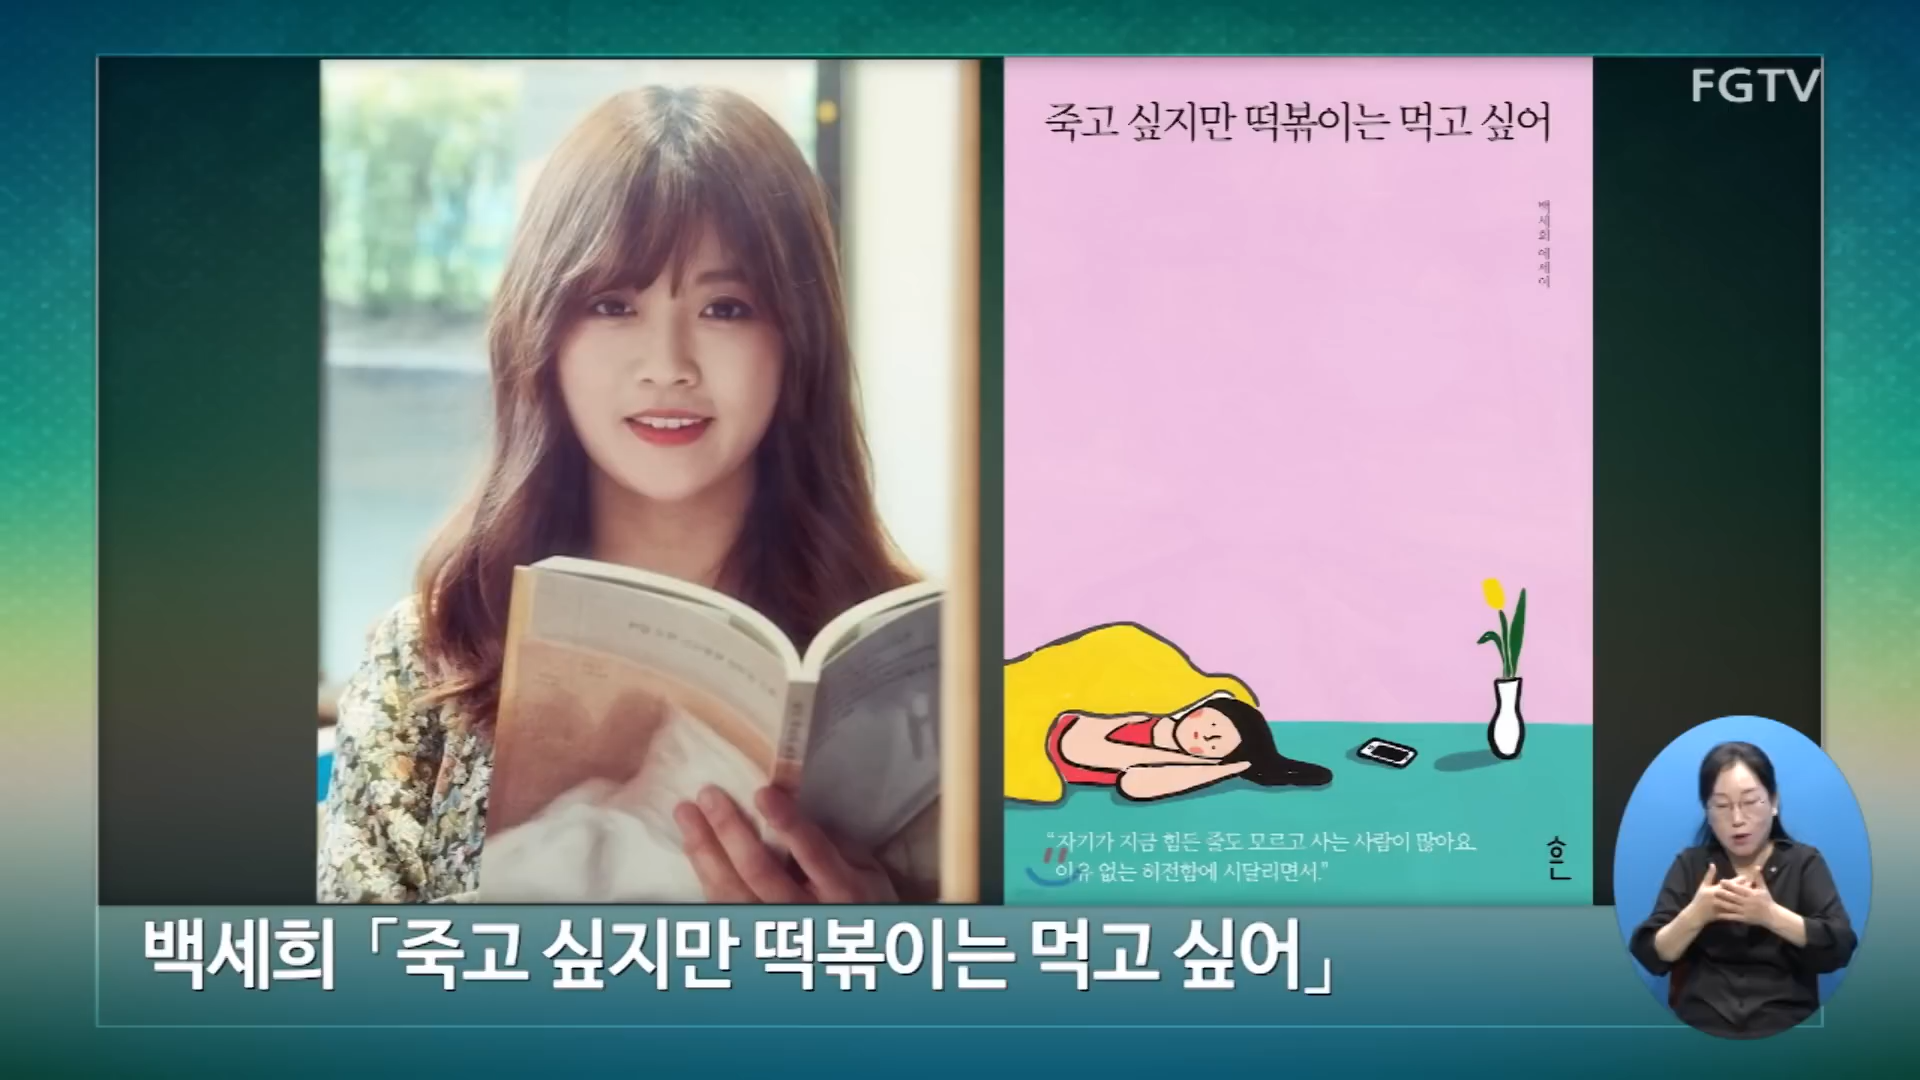 FGTV
죽고 싶지만 떡볶이는 먹고 싶어
백세희 에세이
“자기가 지금 힘든 줄도 모르고 사는 사람이 많아요.
이유 없는 허전함에 시달리면서.”
흔
백세희 「죽고 싶지만 떡볶이는 먹고 싶어」